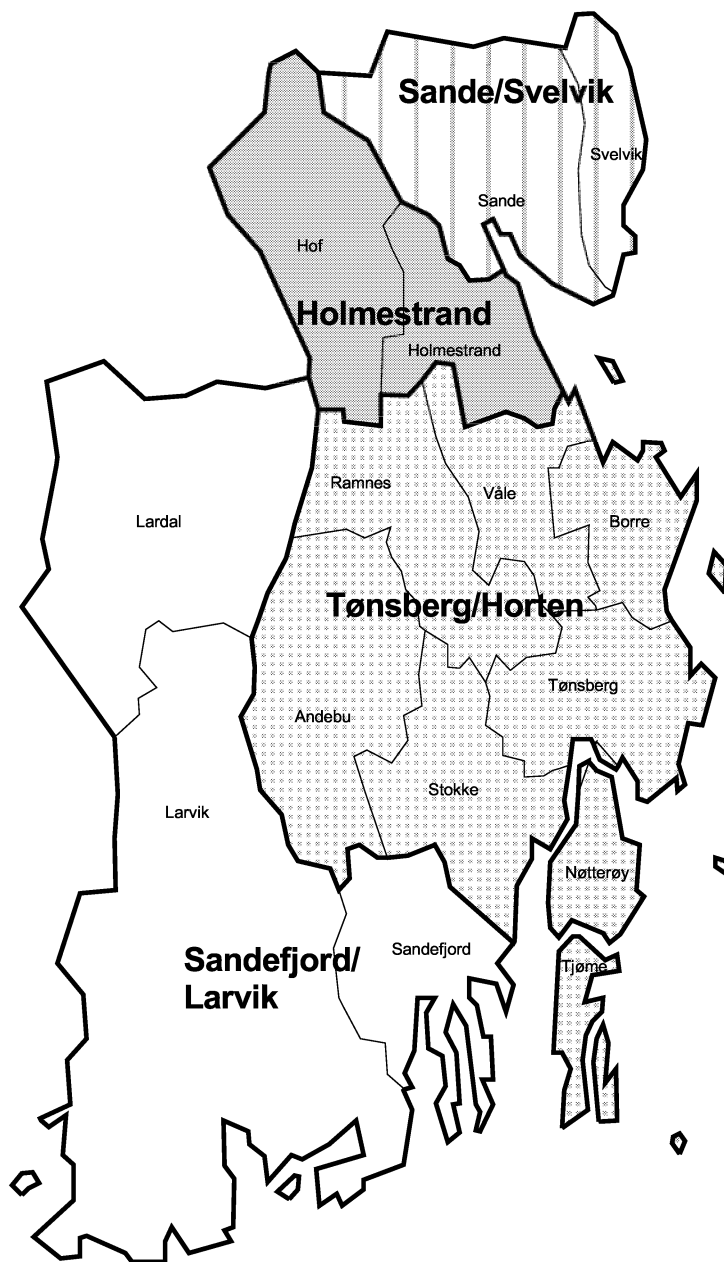 Sande/Svelvik
Svelvik
Sande
Hof
Holmestrand
Holmestrand
Ramnes
Våle
Lardal
Borre
Tønsberg/Horten
Tønsberg
Andebu
Stokke
Larvik
Nøtterøy
Sandefjord
Sandefjord/
Larvik
Tjøme